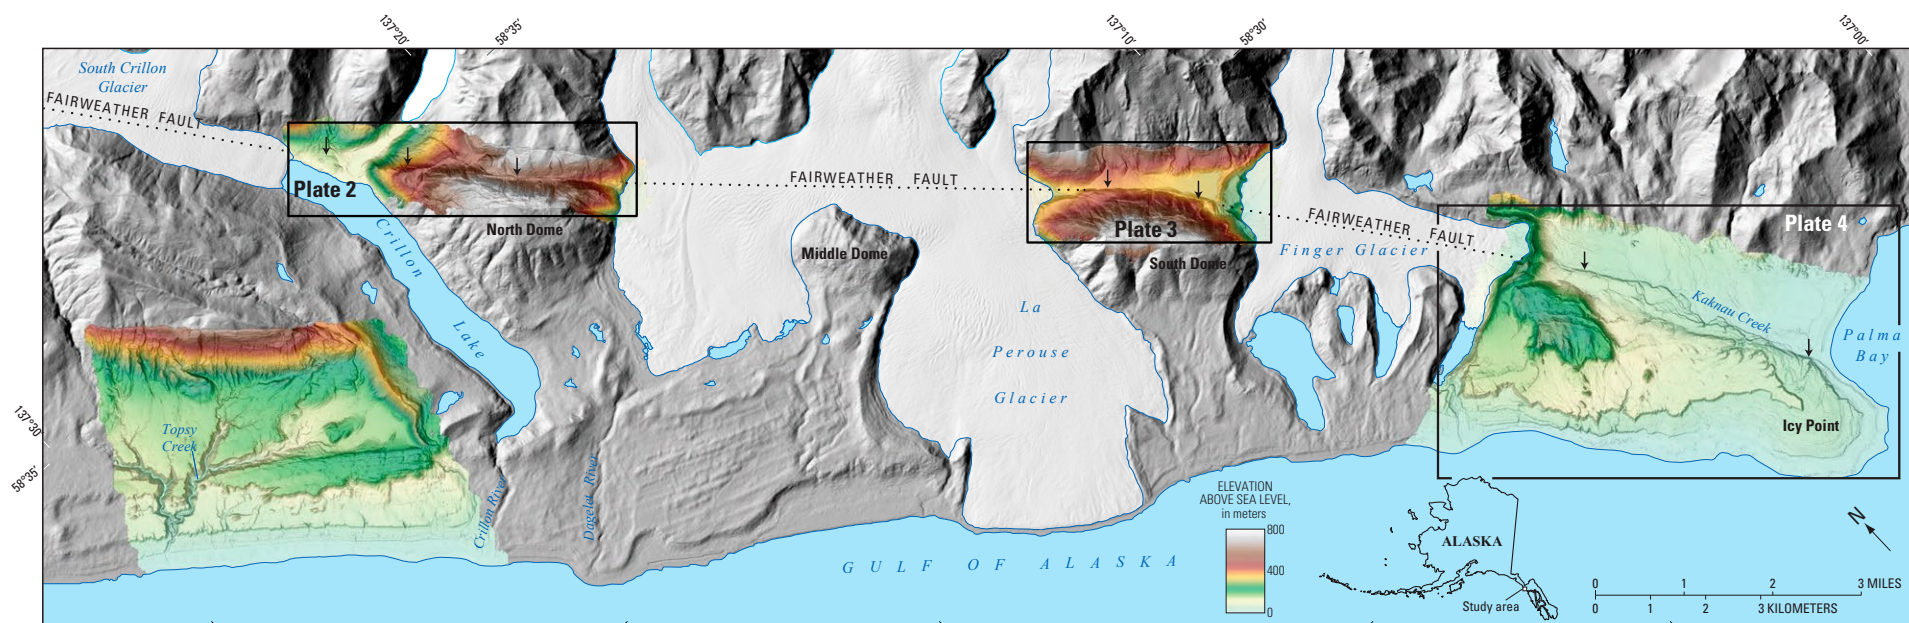 137°20'
58°35'
137°10'
58°30'
137°00'
South Crillon
Glacier
FAIRWEATHER FAULT
Plate 2
North Dome
Crillon
Lake
FAIRWEATHER FAULT
Middle Dome
Plate 3
South Dome
FAIRWEATHER FAULT
Finger Glacier
Plate 4
Kaknau Creek
Palma
Bay
Icy Point
La
Perouse
Glacier
Topsy
Creek
Crillon River
Dagelet River
137°30'
58°35'
GULF OF ALASKA
ELEVATION
ABOVE SEA LEVEL,
in meters
800
400
0
ALASKA
Study area
N
0 1 2 3 MILES
0 1 2 3 KILOMETERS